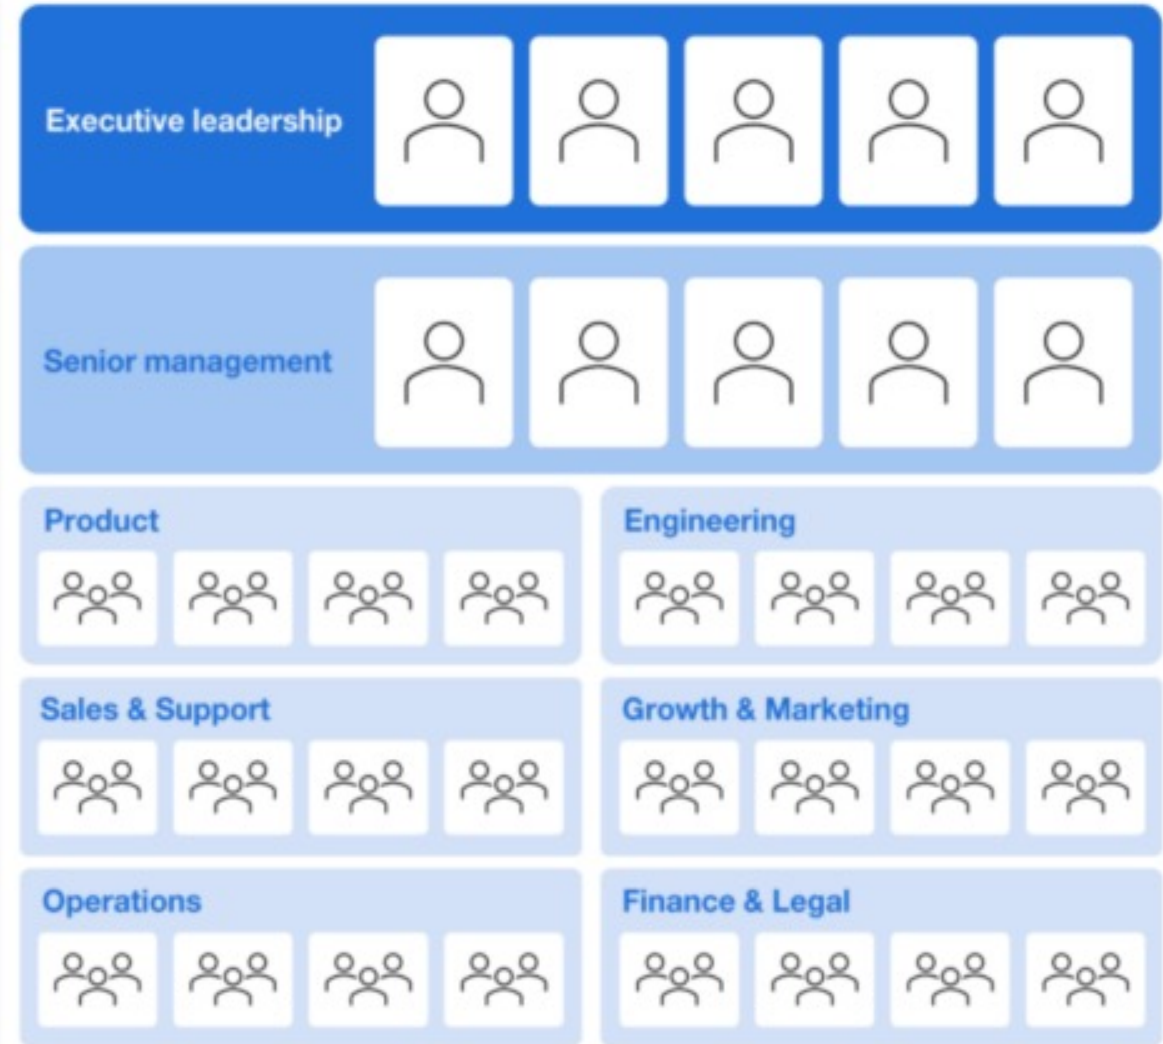 Executive leadership
Senior management
Product
Engineering
Sales & Support
Growth & Marketing
Operations
Finance & Legal